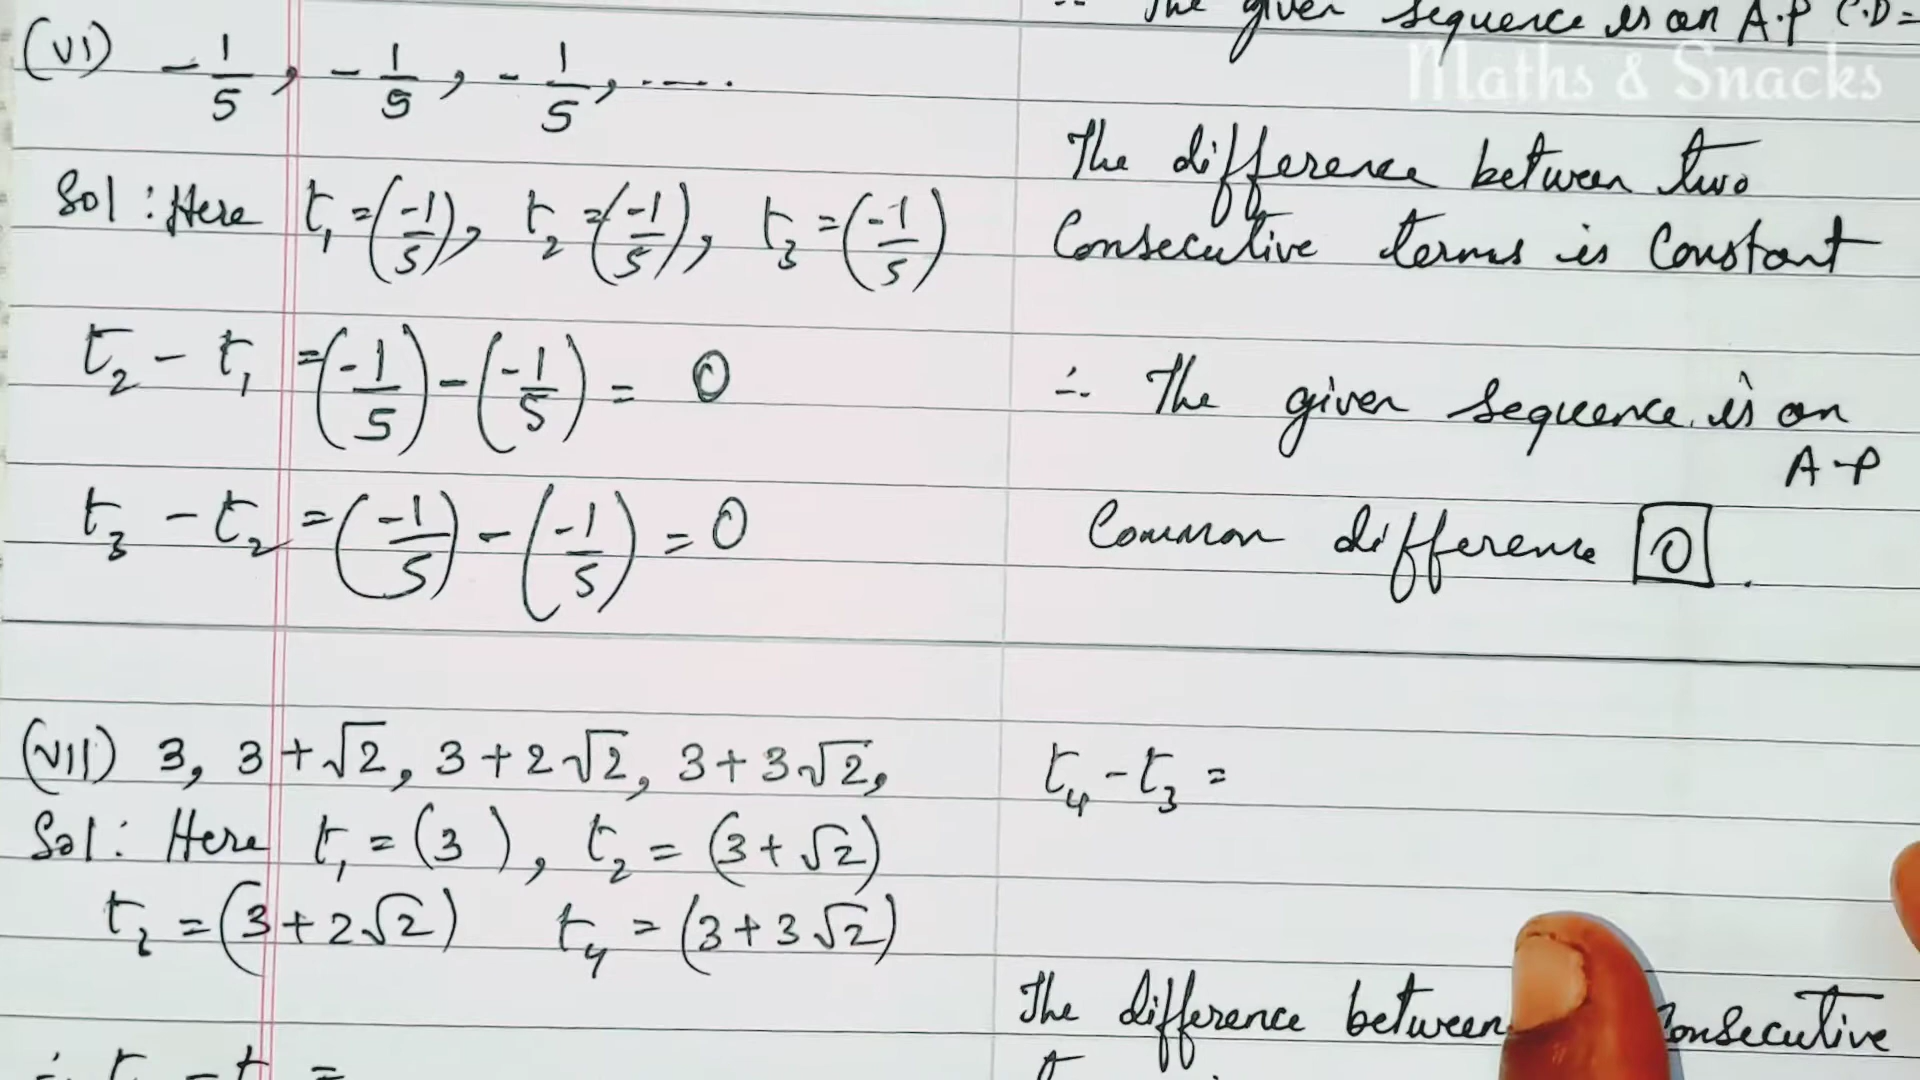 ∴ The given sequence is an A.P C.D =
Maths & Snacks
(VI) -1/5, -1/5, -1/5, ....
Sol : Here t₁ = (-1/5), t₂ = (-1/5), t₃ = (-1/5)
t₂ - t₁ = (-1/5) - (-1/5) = 0
t₃ - t₂ = (-1/5) - (-1/5) = 0
The difference between two
Consecutive terms is Constant
∴ The given sequence is an
A.P
Common difference 0.
(VII) 3, 3 + √2, 3 + 2√2, 3 + 3√2,
Sol : Here t₁ = (3), t₂ = (3 + √2)
t₃ = (3 + 2√2) t₄ = (3 + 3√2)
t₄ - t₃ =
The difference between Consecutive